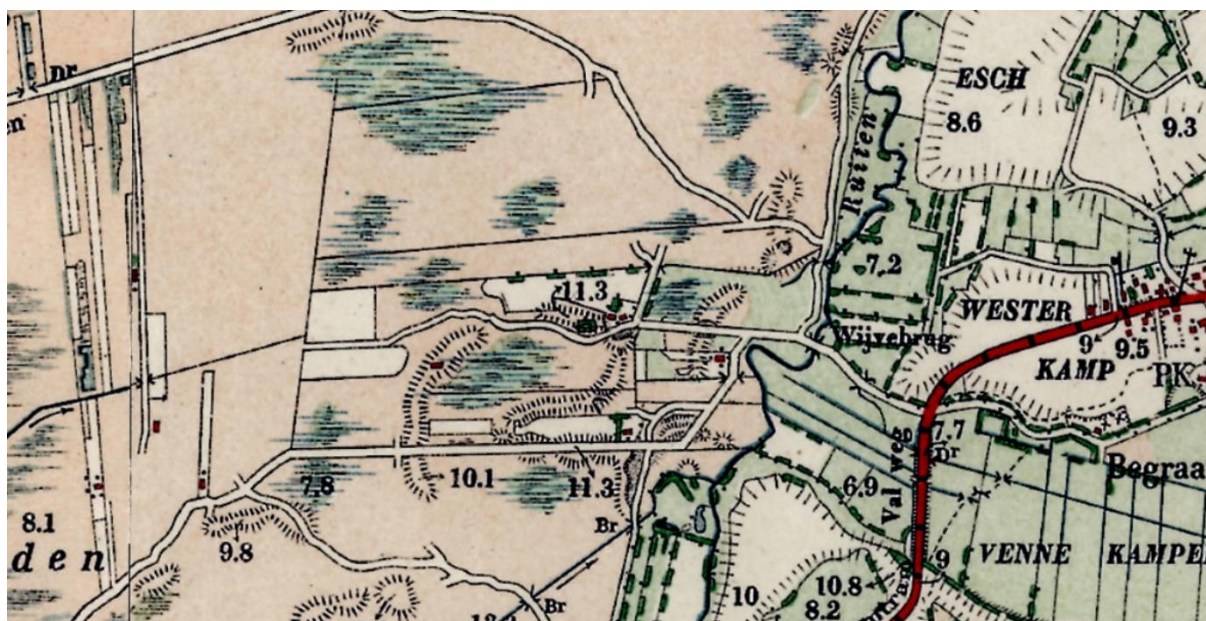 Dr
ESCH
8.6
9.3
Ruiten
7.2
11.3
WESTER
9
9.5
KAMP
PK
7.7
Dr
Begraa
10.1
7.8
11.3
6.9
Val
we
8.1
den
9.8
Br
VENNE
KAMPE
9
10.8
8.2
10
Br